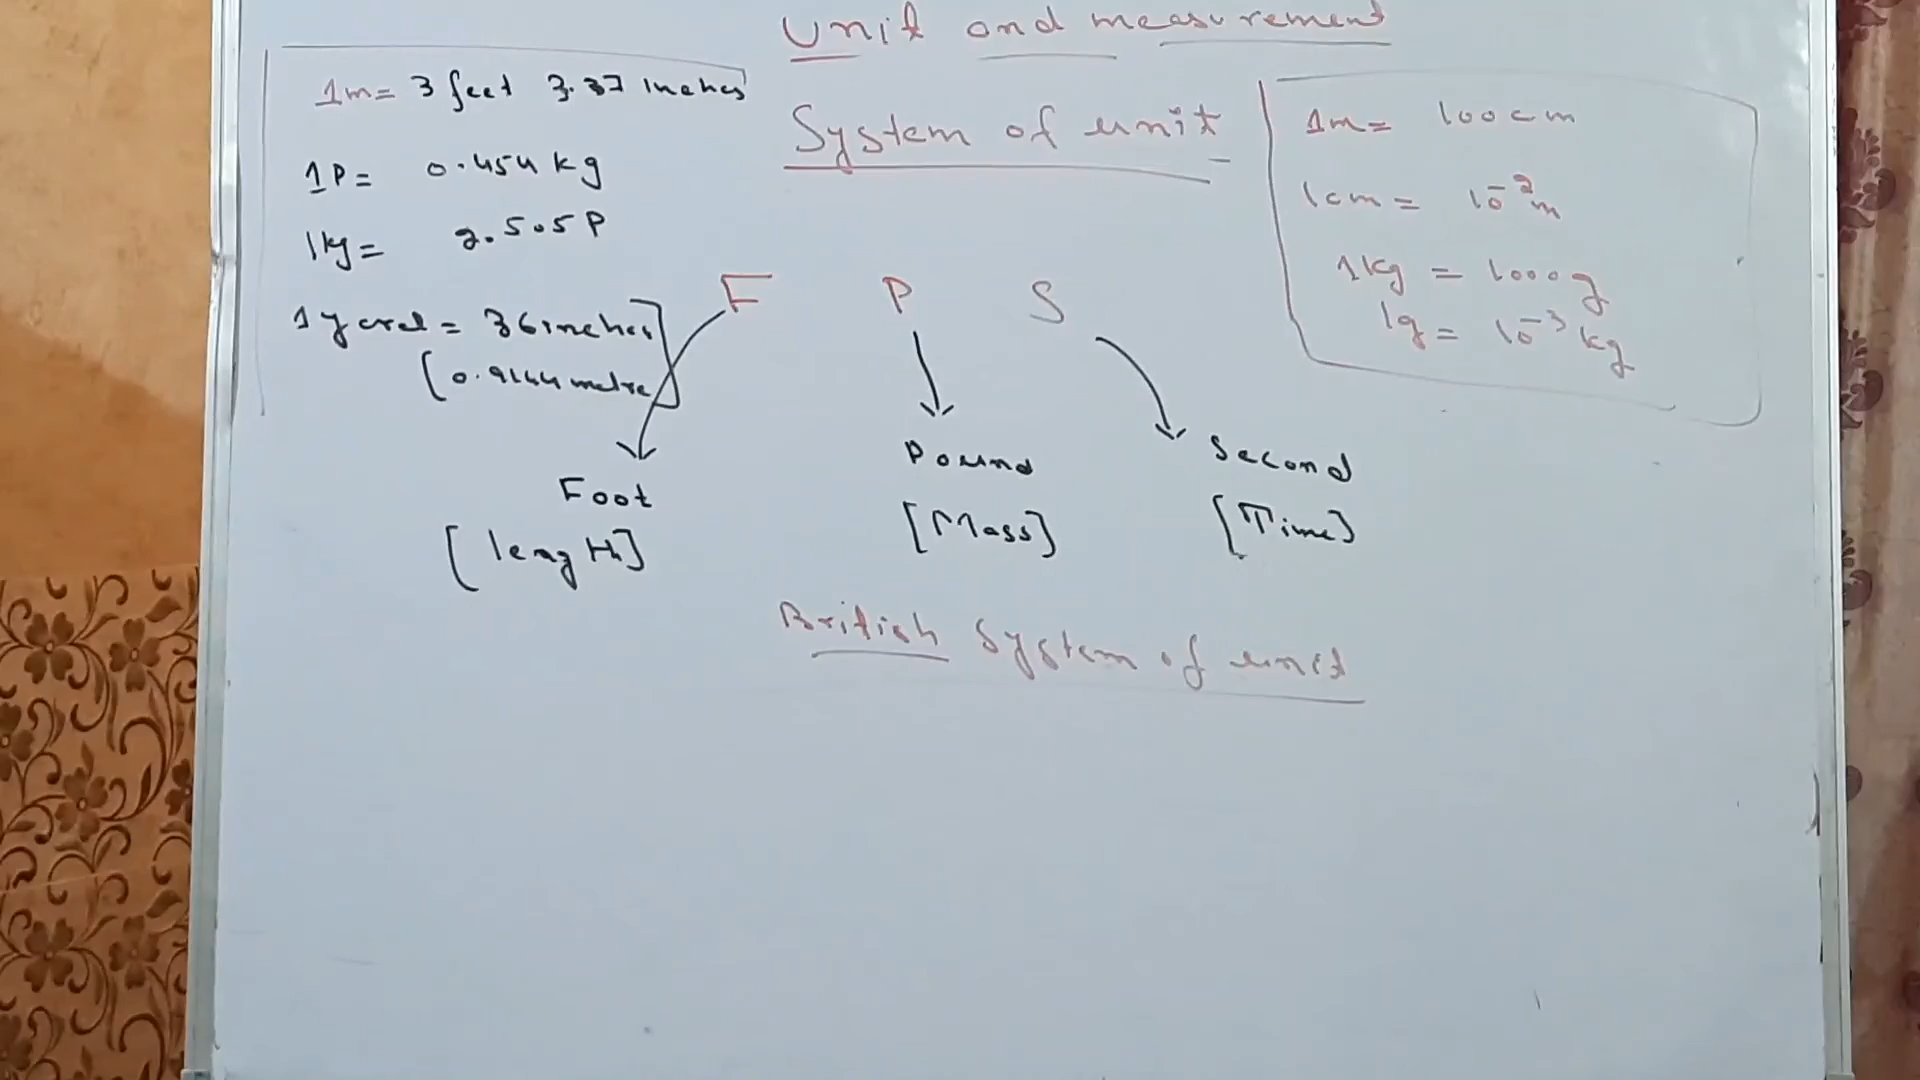 Unit and measurement
System of unit
1m = 3 feet 3.37 Inches
1P = 0.454 kg
1kg = 2.505 P
1 yard = 36 inches
[0.9144 metre]
1m = 100cm
1cm = 10⁻²m
1kg = 1000g
1g = 10⁻³ kg
F P S
Foot
[length]
Pound
[Mass]
Second
[Time]
British System of unit